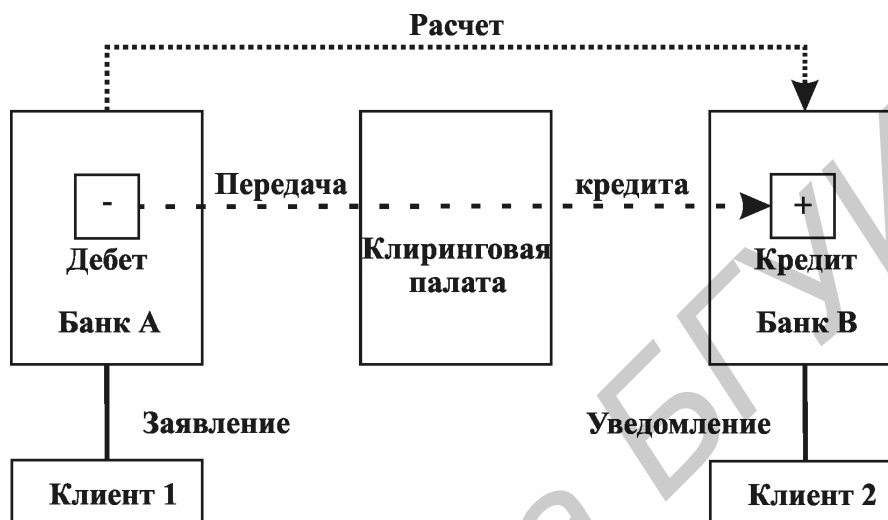 Расчет
Передача
кредита
-
+
Дебет
Клиринговая
палата
Кредит
Банк А
Банк В
Заявление
Уведомление
Клиент 1
Клиент 2